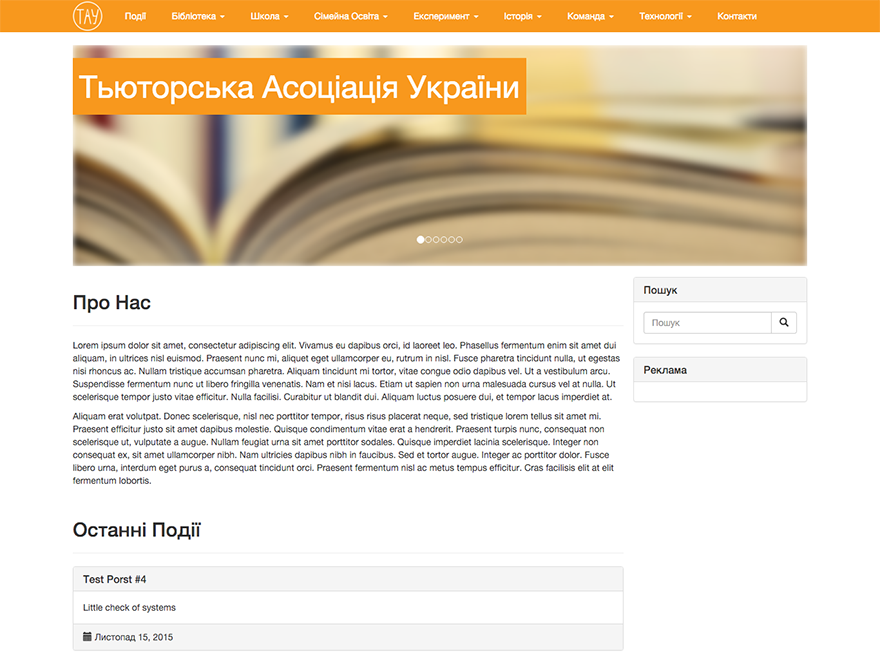 ТАУ Події Бібліотека Школа Сімейна Освіта Експеримент Історія Команда Технології Контакти
Тьюторська Асоціація України
Про Нас
Lorem ipsum dolor sit amet, consectetur adipiscing elit. Vivamus eu dapibus orci, id laoreet leo. Phasellus fermentum enim sit amet dui
aliquam, in ultrices nisl euismod. Praesent nunc mi, aliquet eget ullamcorper eu, rutrum in nisl. Fusce pharetra tincidunt nulla, ut egestas
nisi rhoncus ac. Nullam tristique accumsan pharetra. Aliquam tincidunt mi tortor, vitae congue odio dapibus vel. Ut a vestibulum arcu.
Suspendisse fermentum nunc ut libero fringilla venenatis. Nam et nisi lacus. Etiam ut sapien non urna malesuada cursus vel at nulla. Ut
scelerisque tempor justo vitae efficitur. Nulla facilisi. Curabitur ut blandit dui. Aliquam luctus posuere dui, et tempor lacus imperdiet at.
Aliquam erat volutpat. Donec scelerisque, nisl nec porttitor tempor, risus risus placerat neque, sed tristique lorem tellus sit amet mi.
Praesent efficitur justo sit amet dapibus molestie. Quisque condimentum vitae erat a hendrerit. Praesent turpis nunc, consequat non
scelerisque ut, vulputate a augue. Nullam feugiat urna sit amet porttitor sodales. Quisque imperdiet lacinia scelerisque. Integer non
consequat ex, sit amet ullamcorper nibh. Nam ultricies dapibus nibh in faucibus. Sed et tortor augue. Integer ac porttitor dolor. Fusce
libero urna, interdum eget purus a, consequat tincidunt orci. Praesent fermentum nisl ac metus tempus efficitur. Cras facilisis elit at elit
fermentum lobortis.
Останні Події
Test Porst #4
Little check of systems
Листопад 15, 2015
Пошук
Пошук
Реклама